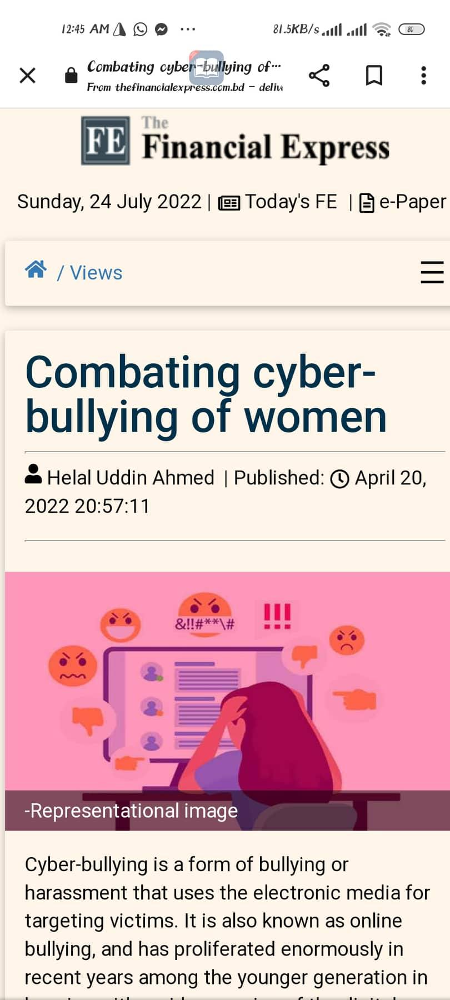 12:45 AM
81.5KB/s
80
Combating cyber-bullying of...
From thefinancialexpress.com.bd – deliv
FE The Financial Express
Sunday, 24 July 2022 | Today's FE | e-Paper
/ Views
Combating cyber-
bullying of women
Helal Uddin Ahmed | Published: April 20,
2022 20:57:11
&!!#**\#
!!!
-Representational image
Cyber-bullying is a form of bullying or
harassment that uses the electronic media for
targeting victims. It is also known as online
bullying, and has proliferated enormously in
recent years among the younger generation in